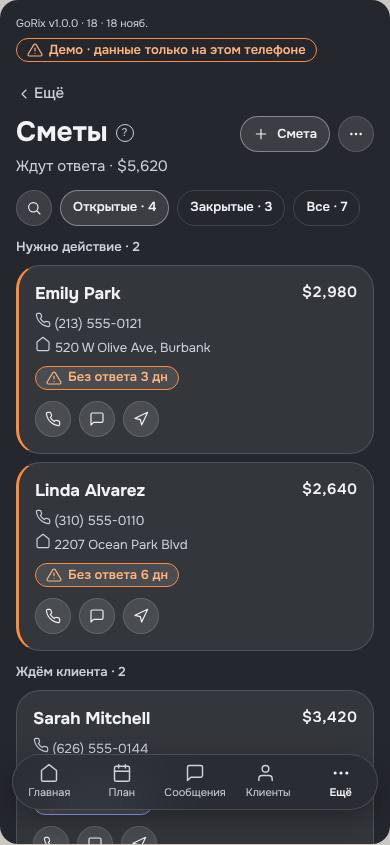 GoRix v1.0.0 · 18 · 18 нояб.
Демо · данные только на этом телефоне
Ещё
Сметы ?
+ Смета
Ждут ответа · $5,620
Открытые · 4 Закрытые · 3 Все · 7
Нужно действие · 2
Emily Park $2,980
(213) 555-0121
520 W Olive Ave, Burbank
Без ответа 3 дн
Linda Alvarez $2,640
(310) 555-0110
2207 Ocean Park Blvd
Без ответа 6 дн
Ждём клиента · 2
Sarah Mitchell $3,420
(626) 555-0144
Главная План Сообщения Клиенты Ещё